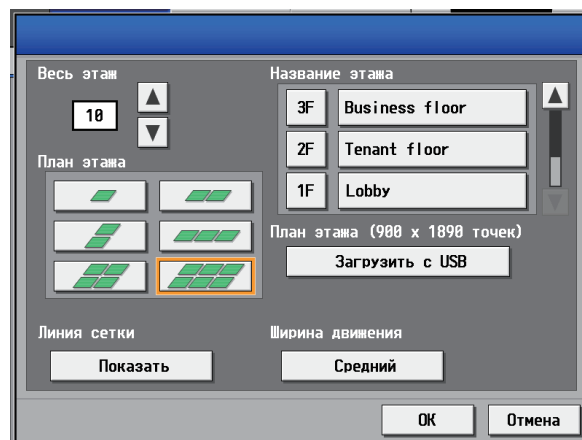 Весь этаж
10
План этажа
Название этажа
3F Business floor
2F Tenant floor
1F Lobby
План этажа (900 x 1890 точек)
Загрузить с USB
Линия сетки
Показать
Ширина движения
Средний
OK
Отмена